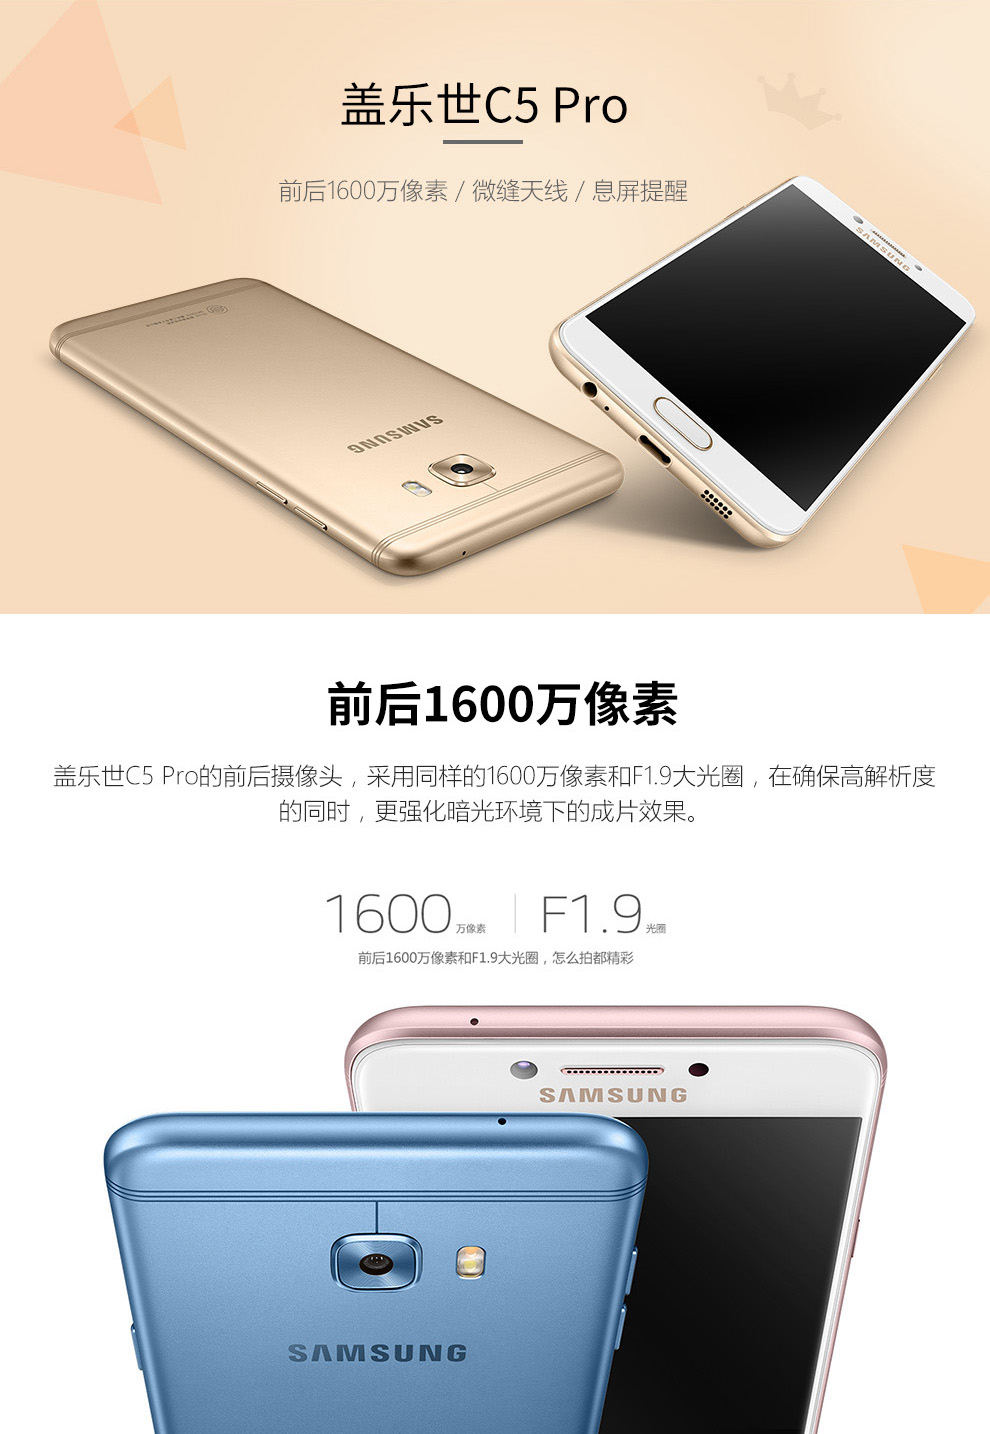 盖乐世C5 Pro
前后1600万像素 / 微缝天线 / 息屏提醒
SAMSUNG
SAMSUNG
前后1600万像素
盖乐世C5 Pro的前后摄像头，采用同样的1600万像素和F1.9大光圈，在确保高解析度
的同时，更强化暗光环境下的成片效果。
1600万像素 | F1.9光圈
前后1600万像素和F1.9大光圈，怎么拍都精彩
SAMSUNG
SAMSUNG